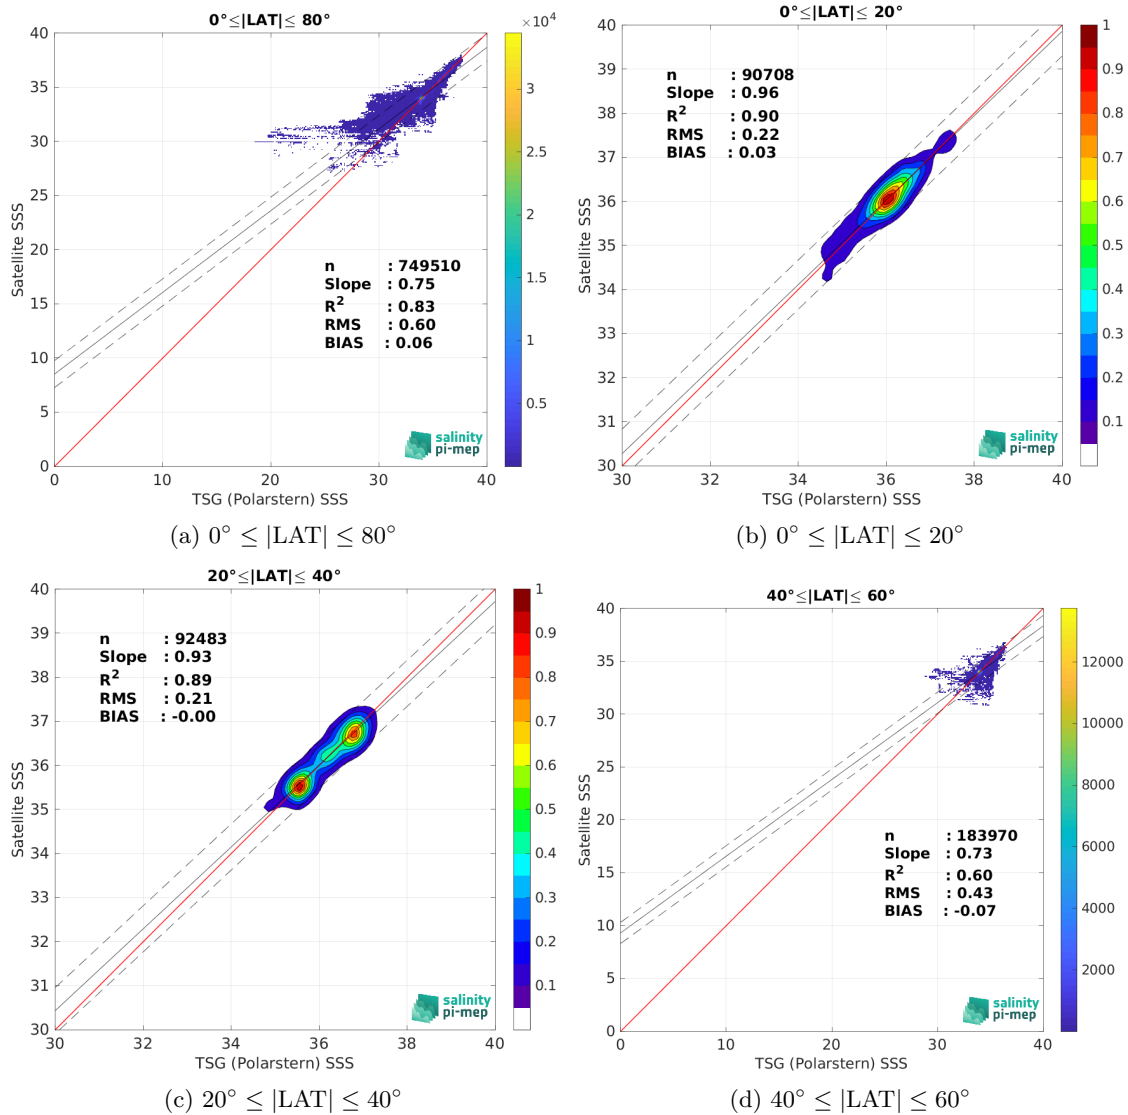 0°≤|LAT|≤ 80°
×10⁴
Satellite SSS
40
35
30
25
20
15
10
5
0
0
10
20
30
40
TSG (Polarstern) SSS
n : 749510
Slope : 0.75
R² : 0.83
RMS : 0.60
BIAS : 0.06
3
2.5
2
1.5
1
0.5
salinity
pi-mep
(a) 0° ≤ |LAT| ≤ 80°
0°≤|LAT|≤ 20°
Satellite SSS
40
39
38
37
36
35
34
33
32
31
30
30
32
34
36
38
40
TSG (Polarstern) SSS
n : 90708
Slope : 0.96
R² : 0.90
RMS : 0.22
BIAS : 0.03
1
0.9
0.8
0.7
0.6
0.5
0.4
0.3
0.2
0.1
salinity
pi-mep
(b) 0° ≤ |LAT| ≤ 20°
20°≤|LAT|≤ 40°
Satellite SSS
40
39
38
37
36
35
34
33
32
31
30
30
32
34
36
38
40
TSG (Polarstern) SSS
n : 92483
Slope : 0.93
R² : 0.89
RMS : 0.21
BIAS : -0.00
1
0.9
0.8
0.7
0.6
0.5
0.4
0.3
0.2
0.1
salinity
pi-mep
(c) 20° ≤ |LAT| ≤ 40°
40°≤|LAT|≤ 60°
Satellite SSS
40
35
30
25
20
15
10
5
0
0
10
20
30
40
TSG (Polarstern) SSS
n : 183970
Slope : 0.73
R² : 0.60
RMS : 0.43
BIAS : -0.07
12000
10000
8000
6000
4000
2000
salinity
pi-mep
(d) 40° ≤ |LAT| ≤ 60°